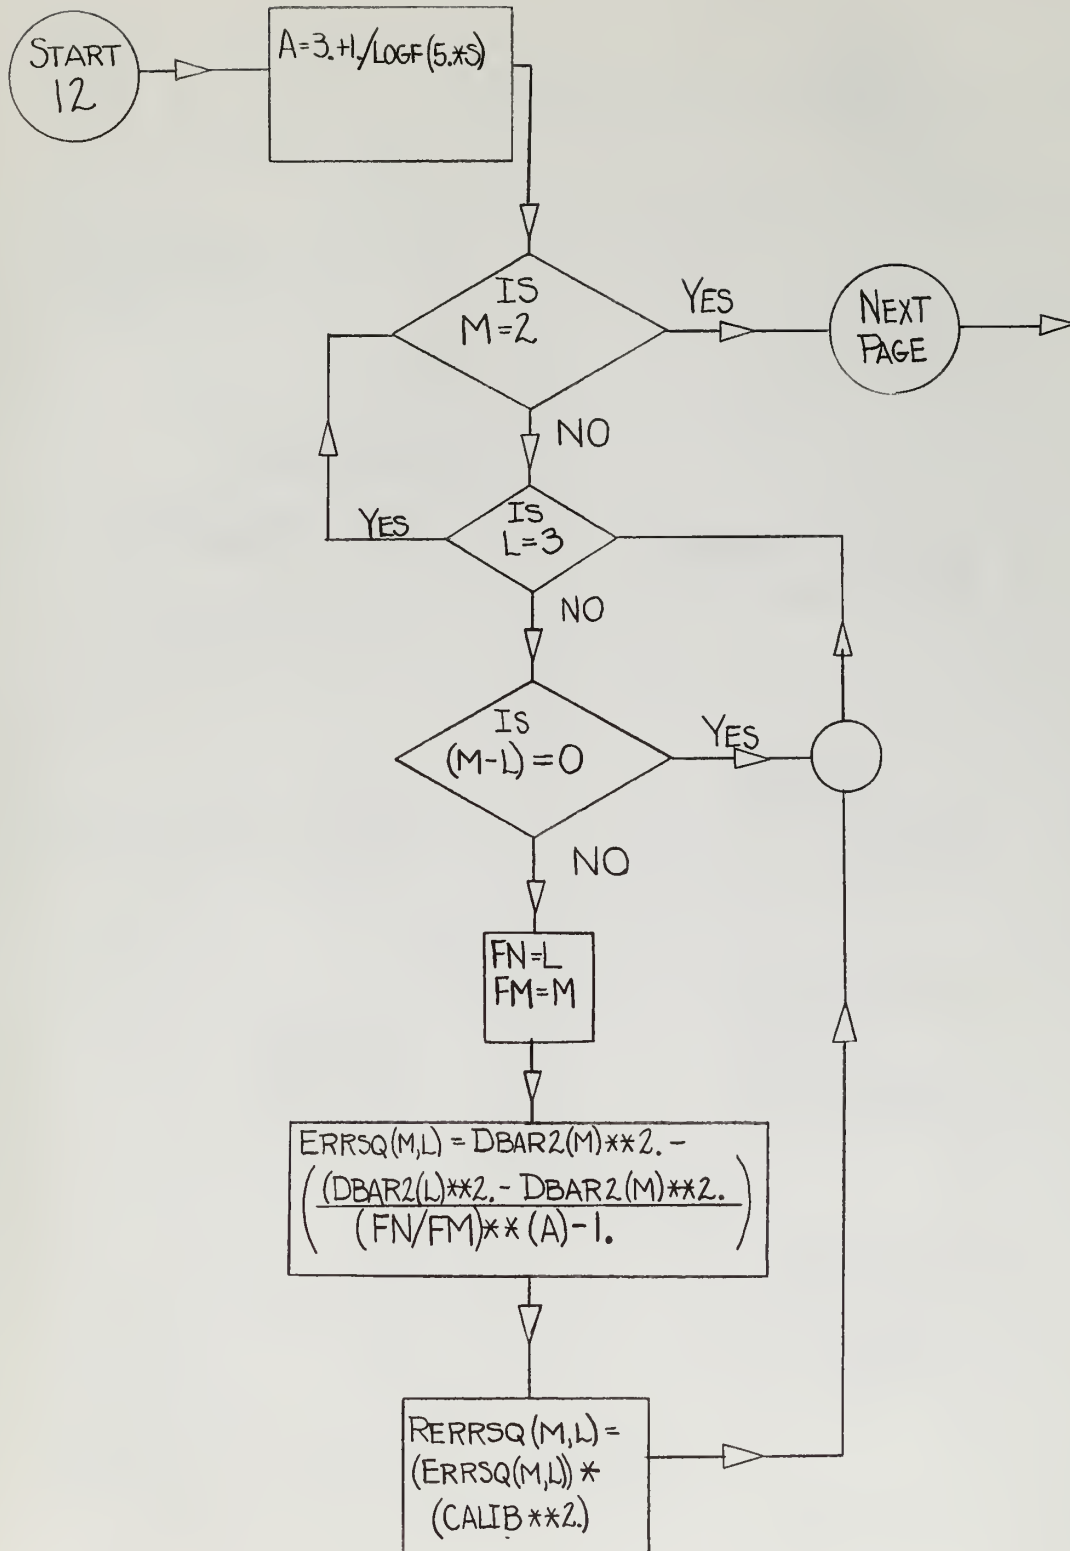 START
12
A=3.+1./LOGF(5.*S)
IS
M=2
YES
NEXT
PAGE
NO
IS
L=3
YES
NO
IS
(M-L)=0
YES
NO
FN=L
FM=M
ERRSQ(M,L)=DBAR2(M)**2.-
((DBAR2(L)**2.-DBAR2(M)**2.
(FN/FM)**(A)-1.)
RERRSQ(M,L)=
(ERRSQ(M,L))*
(CALIB**2.)